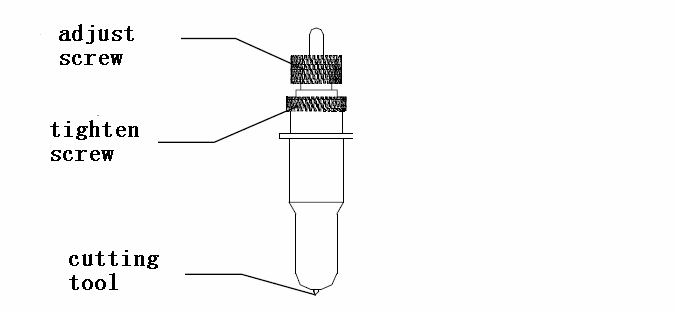 adjust
screw
tighten
screw
cutting
tool